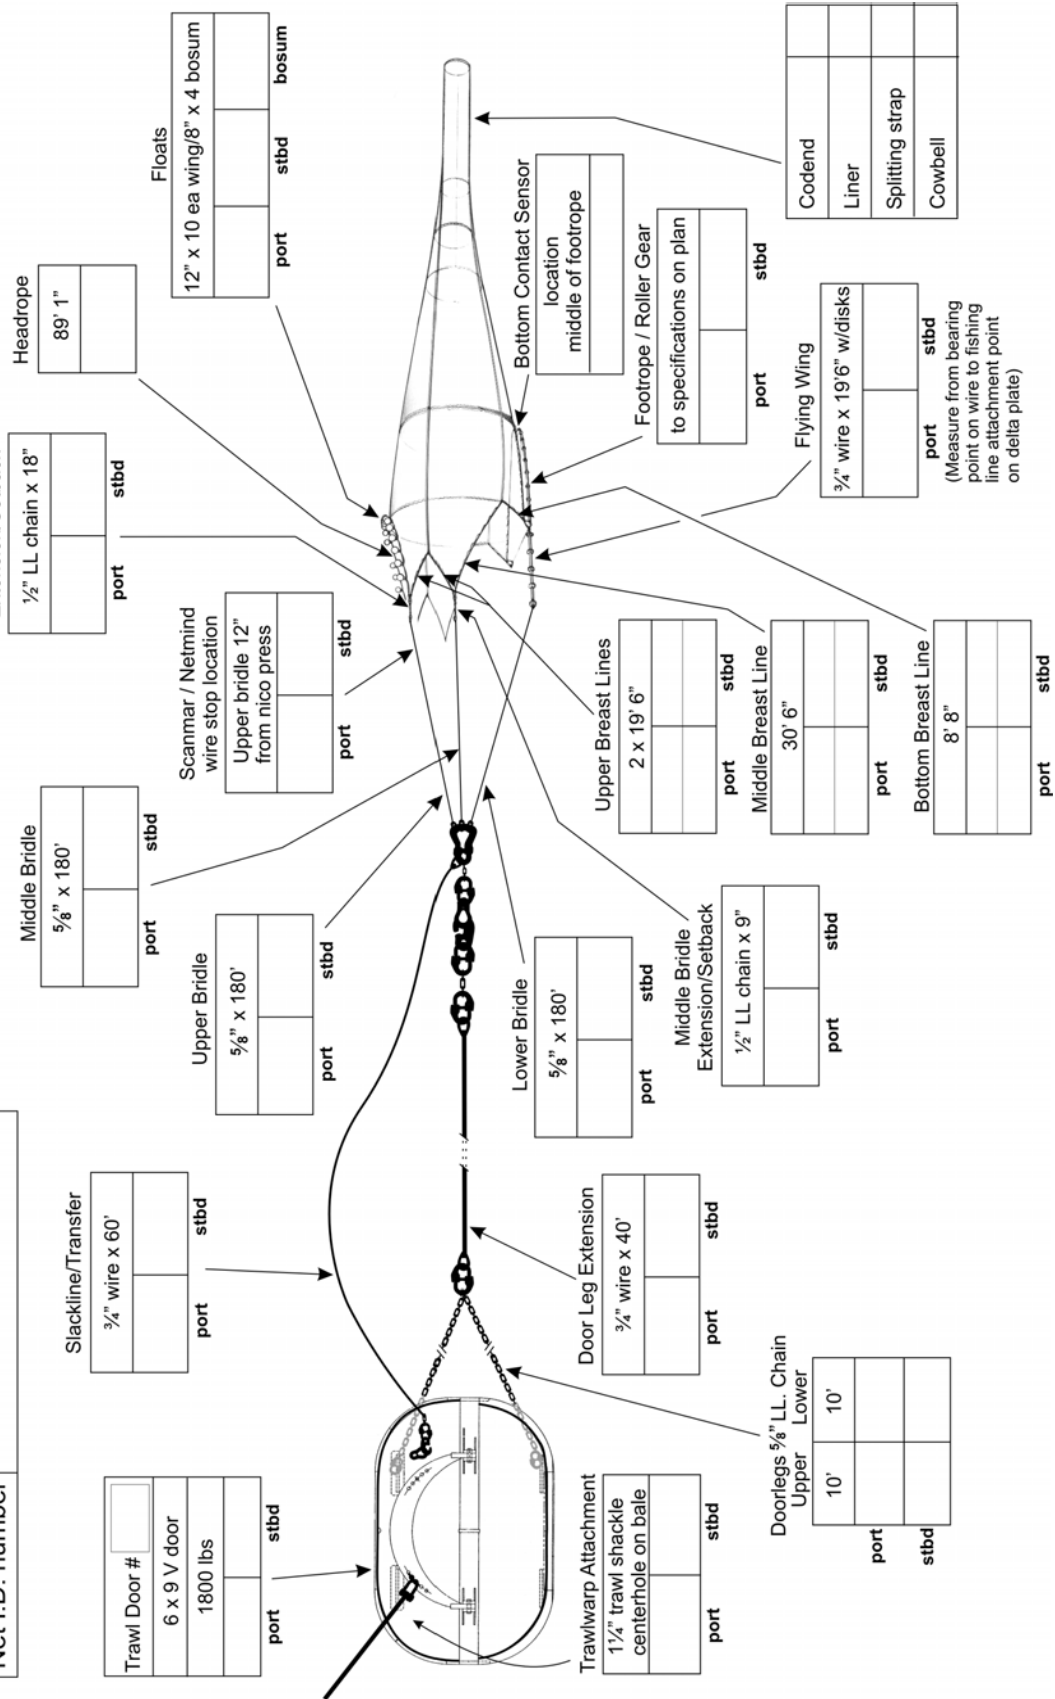 Net I.D. number
Trawl Door #
6 x 9 V door
1800 lbs
port stbd
Slackline/Transfer
¾” wire x 60’
port stbd
Middle Bridle
⅝” x 180’
port stbd
½” LL chain x 18”
port stbd
Headrope
89’ 1”
Floats
12” x 10 ea wing/8” x 4 bosum
port stbd bosum
Upper Bridle
⅝” x 180’
port stbd
Scanmar / Netmind
wire stop location
Upper bridle 12”
from nico press
port stbd
Trawlwarp Attachment
1¼” trawl shackle
centerhole on bale
port stbd
Door Leg Extension
¾” wire x 40’
port stbd
Doorlegs ⅝” LL. Chain
Upper Lower
10’ 10’
port
stbd
Lower Bridle
⅝” x 180’
port stbd
Middle Bridle
Extension/Setback
½” LL chain x 9”
port stbd
Upper Breast Lines
2 x 19’ 6”
port stbd
Middle Breast Line
30’ 6”
port stbd
Bottom Breast Line
8’ 8”
port stbd
Bottom Contact Sensor
location
middle of footrope
Footrope / Roller Gear
to specifications on plan
port stbd
Flying Wing
¾” wire x 19’6” w/disks
port stbd
(Measure from bearing
point on wire to fishing
line attachment point
on delta plate)
Codend
Liner
Splitting strap
Cowbell